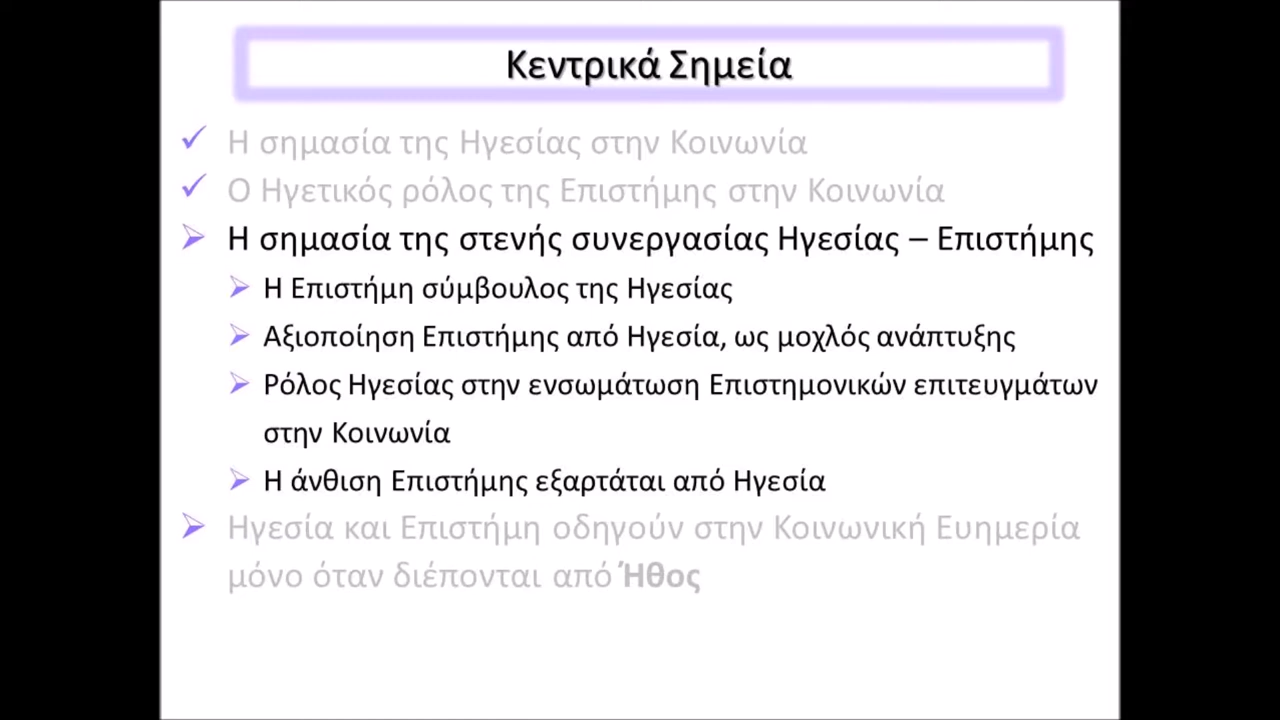 Κεντρικά Σημεία
Η σημασία της Ηγεσίας στην Κοινωνία
Ο Ηγετικός ρόλος της Επιστήμης στην Κοινωνία
Η σημασία της στενής συνεργασίας Ηγεσίας – Επιστήμης
Η Επιστήμη σύμβουλος της Ηγεσίας
Αξιοποίηση Επιστήμης από Ηγεσία, ως μοχλός ανάπτυξης
Ρόλος Ηγεσίας στην ενσωμάτωση Επιστημονικών επιτευγμάτων
στην Κοινωνία
Η άνθιση Επιστήμης εξαρτάται από Ηγεσία
Ηγεσία και Επιστήμη οδηγούν στην Κοινωνική Ευημερία
μόνο όταν διέπονται από Ήθος